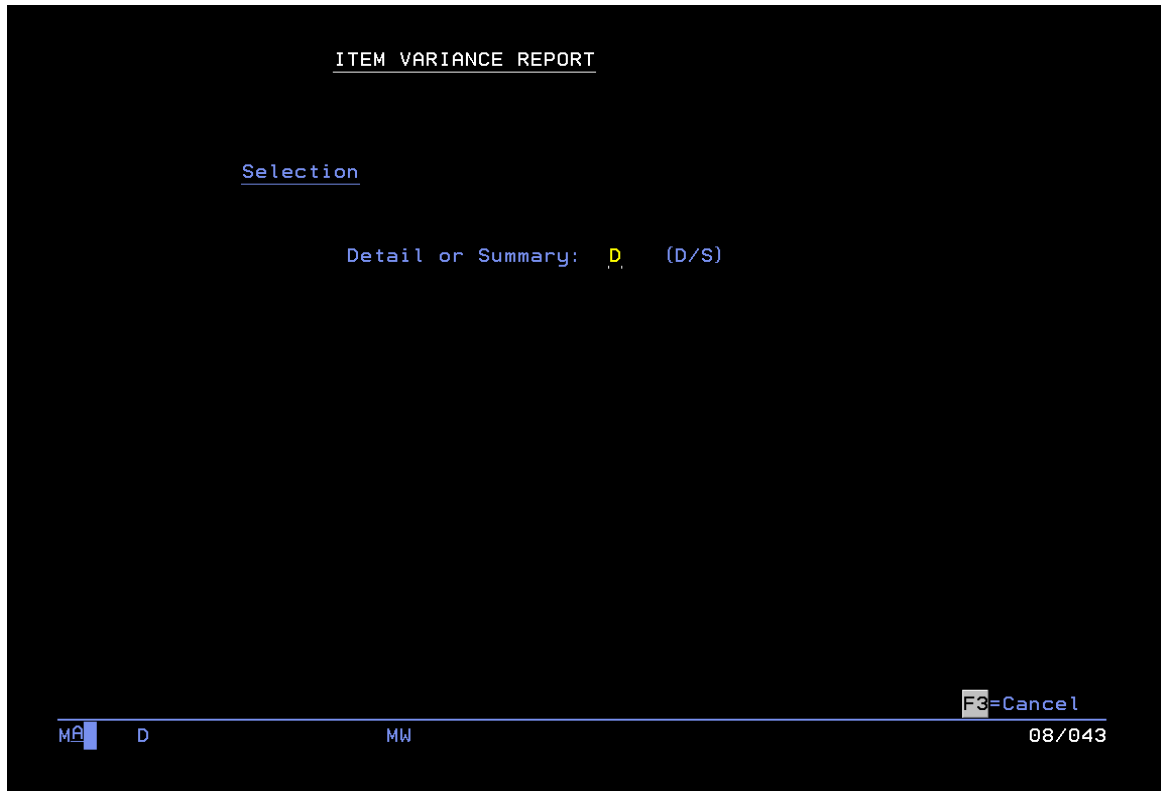 ITEM VARIANCE REPORT
Selection
Detail or Summary: D (D/S)
F3=Cancel
MA D MW 08/043